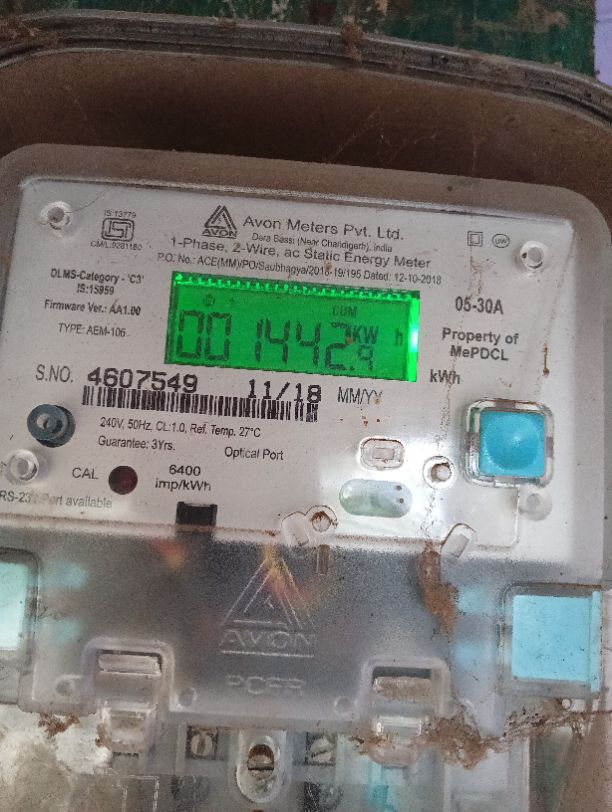 IS:13779
ISI
CM/L:9281180
AVON
Avon Meters Pvt. Ltd.
Dera Bassi (Near Chandigarh), India
1-Phase, 2-Wire, ac Static Energy Meter
P.O. No.: ACE(MM)/PO/Saubhagya/2018-19/195 Dated: 12-10-2018
UW
DLMS-Category - 'C3'
IS:15959
Firmware Ver.: AA1.00
TYPE: AEM-106
CUM
001442.9 KW h
05-30A
Property of
MePDCL
kWh
S.NO. 4607549 11/18 MM/YY
240V, 50Hz, CL:1.0, Ref. Temp. 27°C
Guarantee: 3Yrs.
Optical Port
CAL
6400
imp/kWh
Port available
AVON